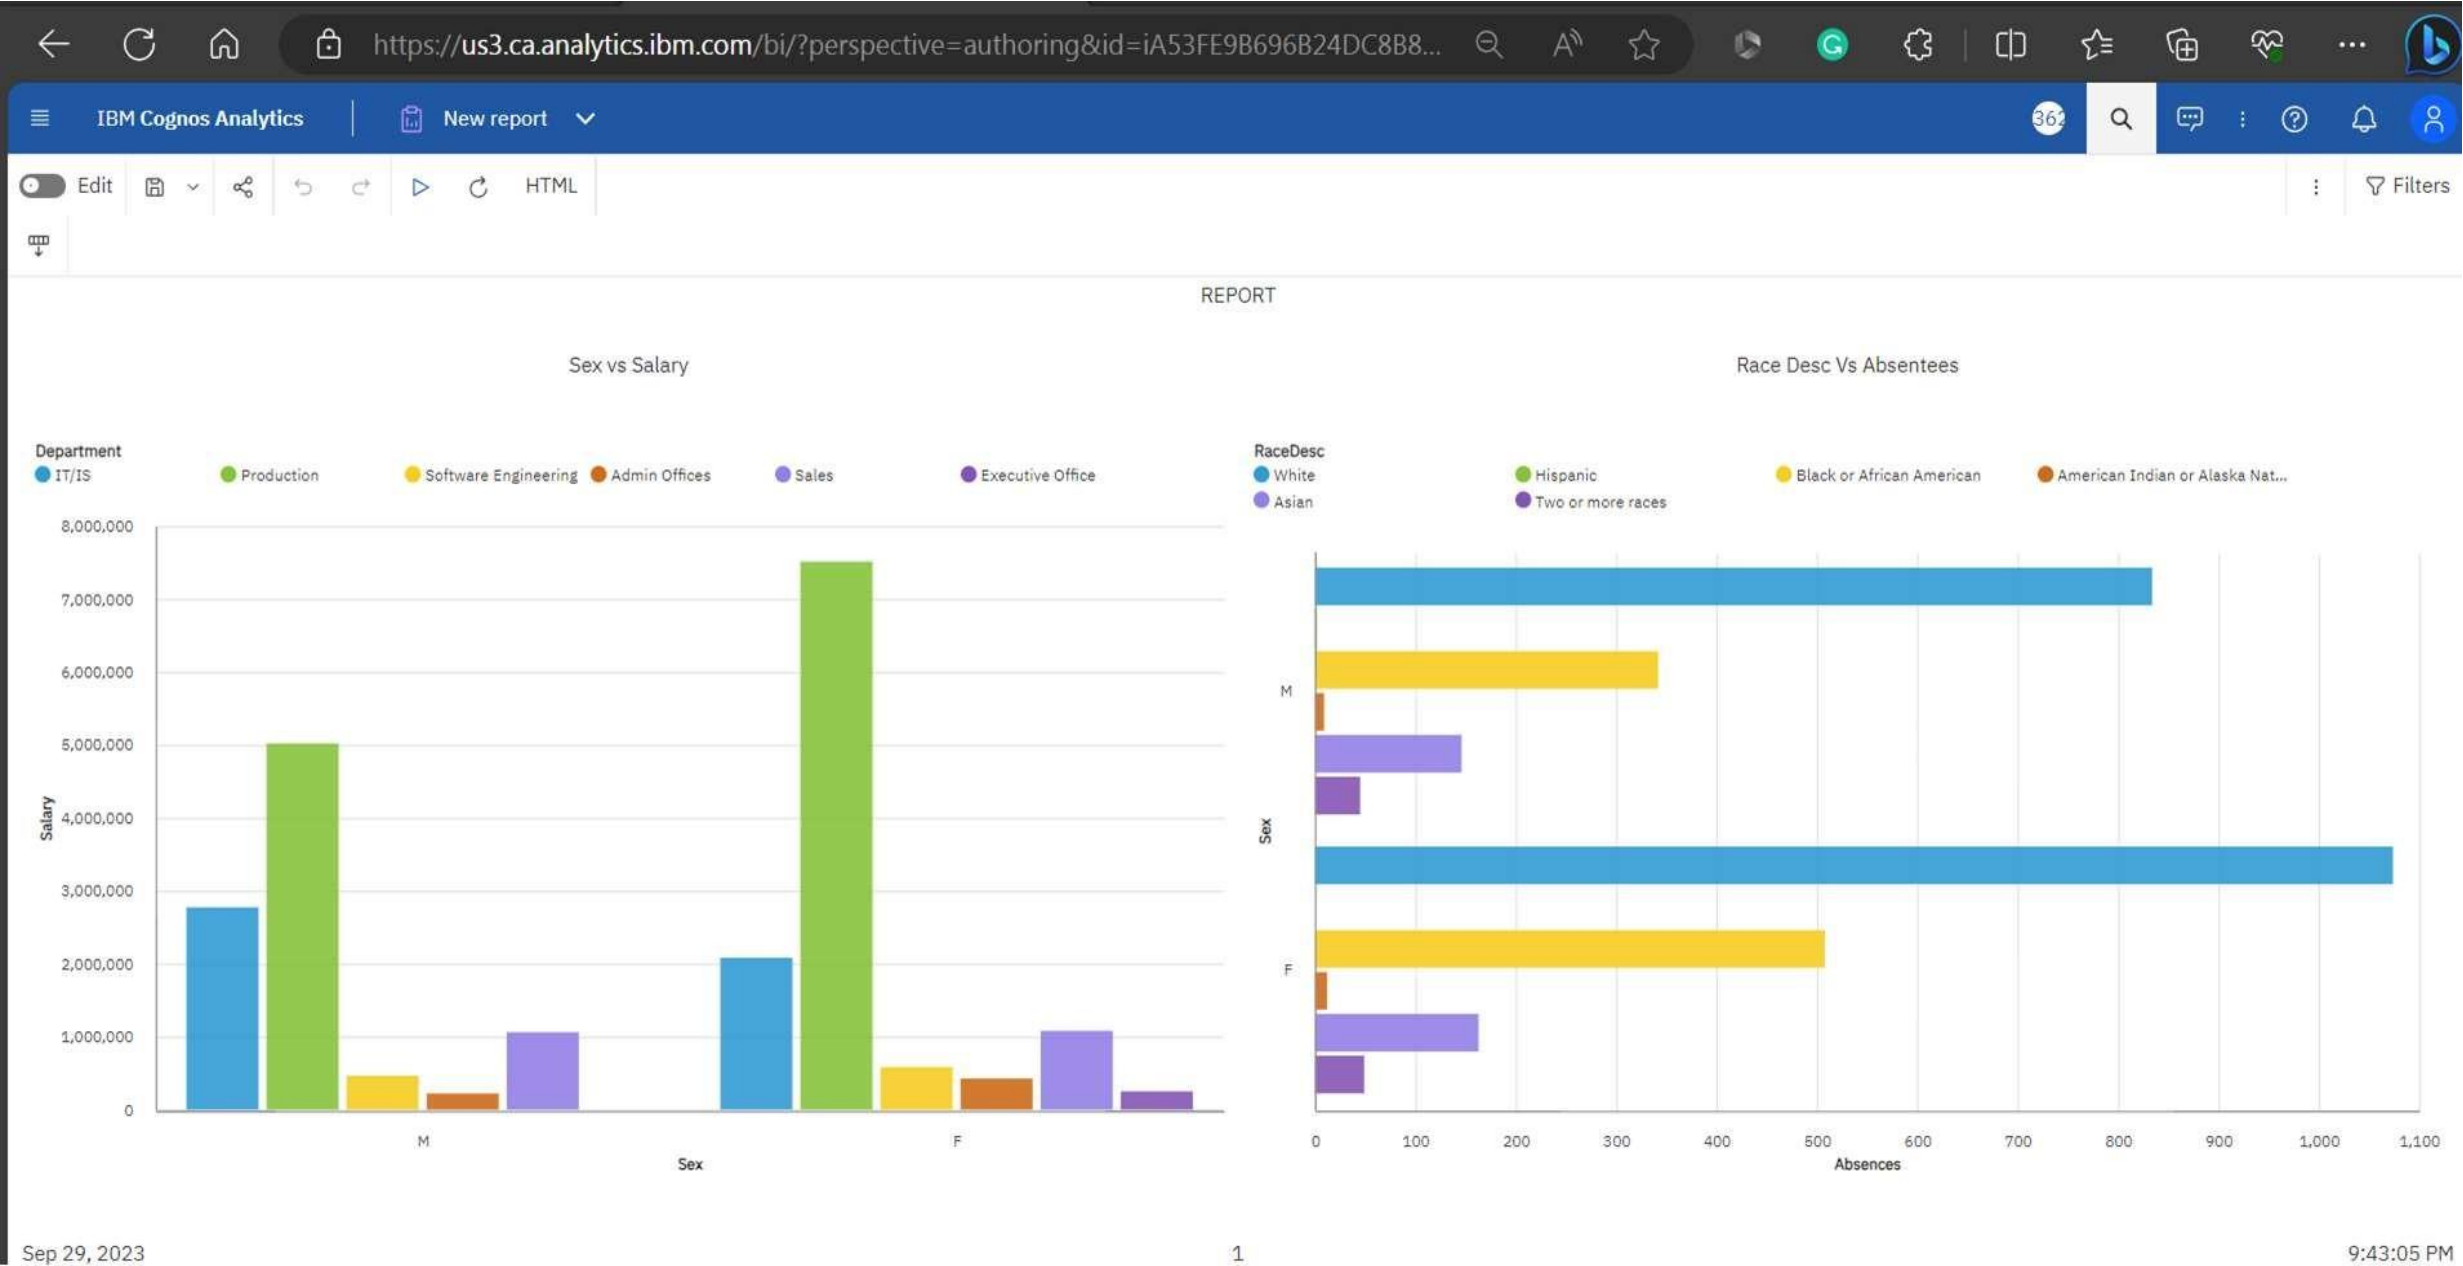 https://us3.ca.analytics.ibm.com/bi/?perspective=authoring&id=iA53FE9B696B24DC8B8...
IBM Cognos Analytics
New report
362
Edit
HTML
Filters
REPORT
Sex vs Salary
Department
IT/IS Production Software Engineering Admin Offices Sales Executive Office
8,000,000
7,000,000
6,000,000
5,000,000
4,000,000
3,000,000
2,000,000
1,000,000
0
Salary
M F
Sex
Race Desc Vs Absentees
RaceDesc
White Hispanic Black or African American American Indian or Alaska Nat...
Asian Two or more races
M
F
Sex
0 100 200 300 400 500 600 700 800 900 1,000 1,100
Absences
Sep 29, 2023
1
9:43:05 PM